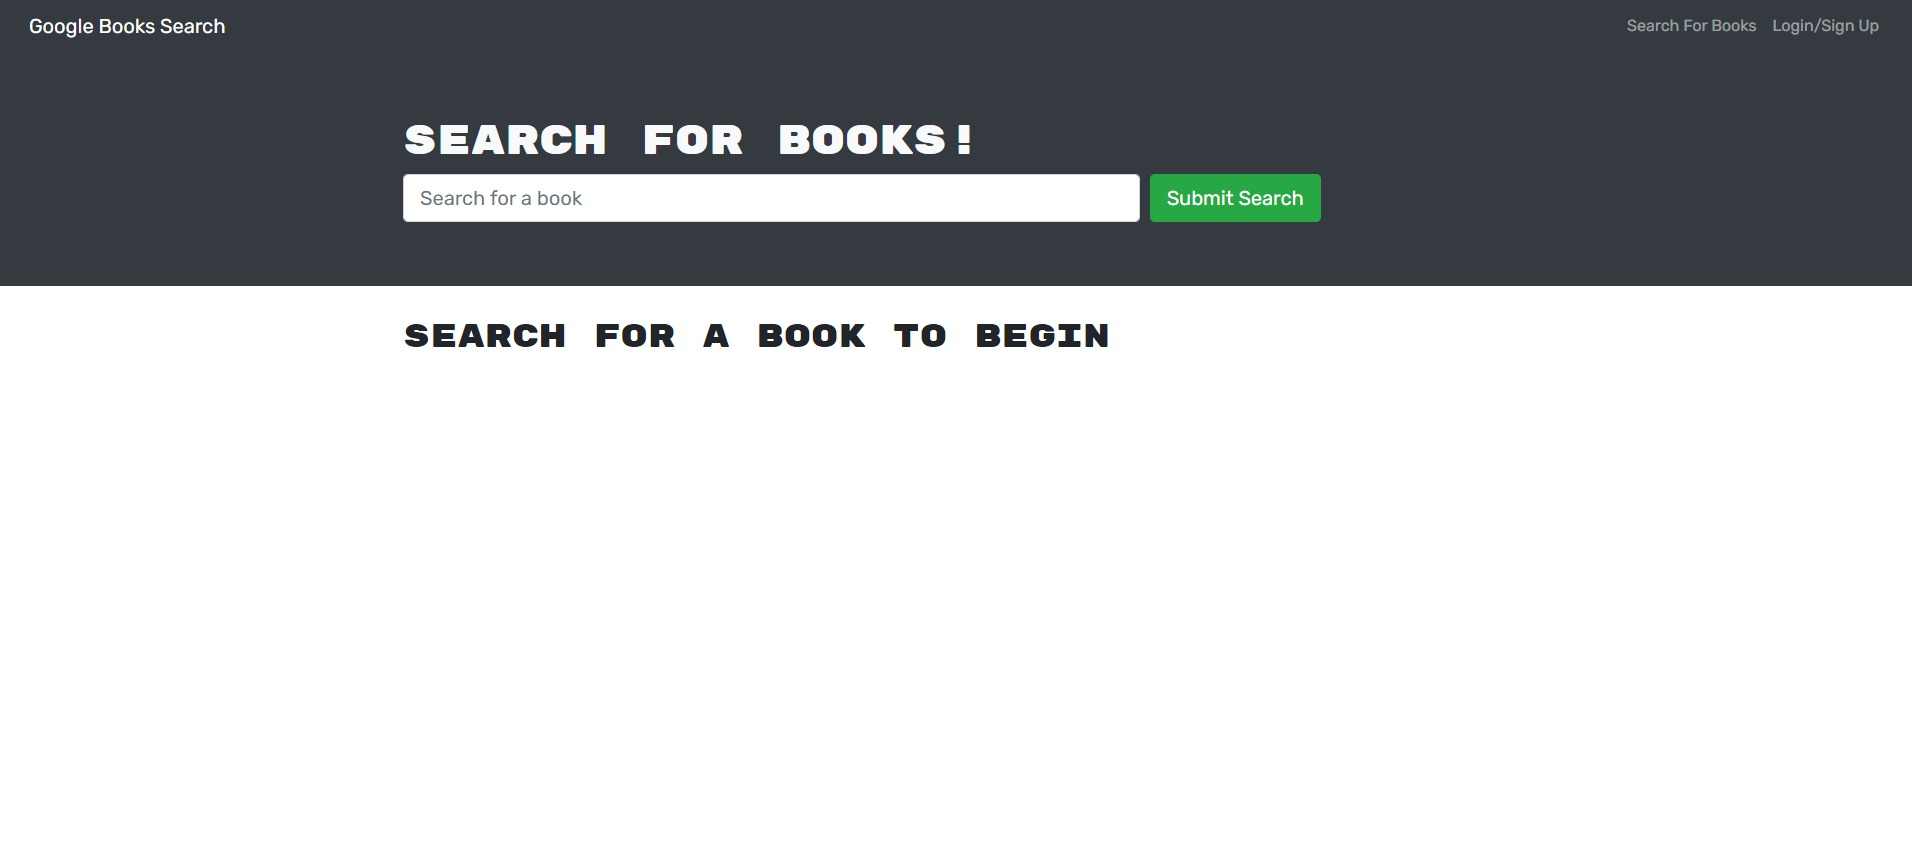 Google Books Search
Search For Books
Login/Sign Up
SEARCH FOR BOOKS!
Search for a book
Submit Search
SEARCH FOR A BOOK TO BEGIN